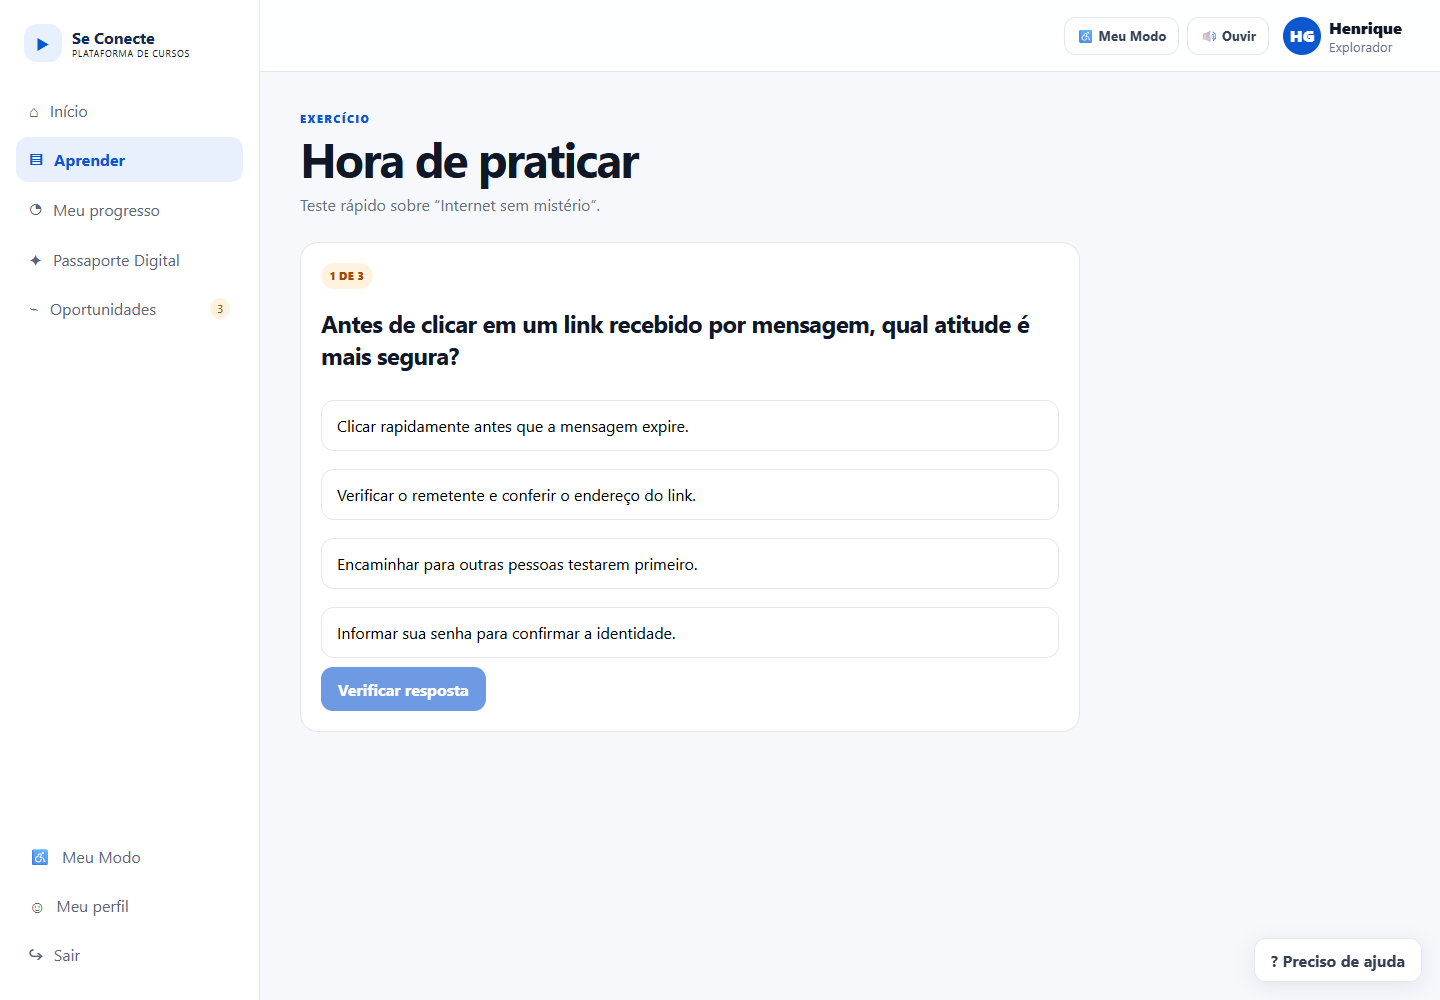 Se Conecte
PLATAFORMA DE CURSOS
Início
Aprender
Meu progresso
Passaporte Digital
Oportunidades 3
Meu Modo
Meu perfil
Sair
Meu Modo
Ouvir
HG
Henrique
Explorador
EXERCÍCIO
Hora de praticar
Teste rápido sobre “Internet sem mistério”.
1 DE 3
Antes de clicar em um link recebido por mensagem, qual atitude é
mais segura?
Clicar rapidamente antes que a mensagem expire.
Verificar o remetente e conferir o endereço do link.
Encaminhar para outras pessoas testarem primeiro.
Informar sua senha para confirmar a identidade.
Verificar resposta
? Preciso de ajuda